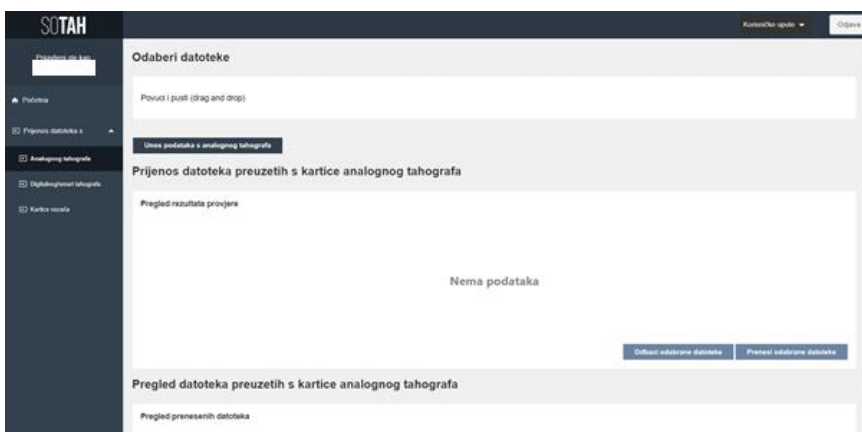 SOTAH
Korisničke upute
Odjava
Prijavljeni ste kao
Početna
Prijenos datoteka s
Analognog tahografa
Digitalnog/smart tahografa
Kartice vozača
Odaberi datoteke
Povuci i pusti (drag and drop)
Unos podataka s analognog tahografa
Prijenos datoteka preuzetih s kartice analognog tahografa
Pregled rezultata provjere
Nema podataka
Odbaci odabrane datoteke
Prenesi odabrane datoteke
Pregled datoteka preuzetih s kartice analognog tahografa
Pregled prenesenih datoteka